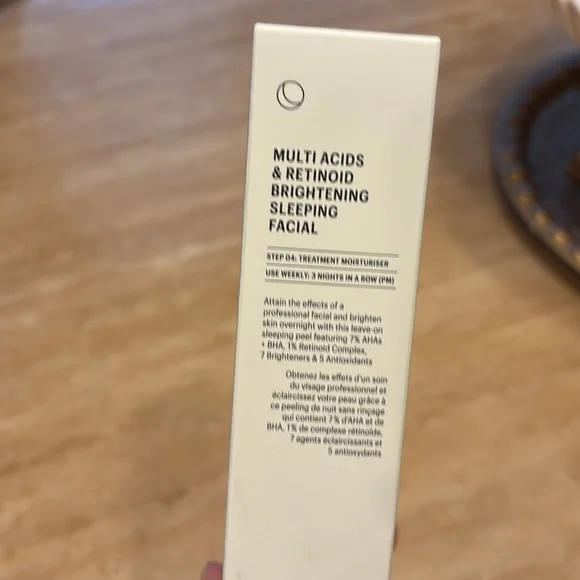 MULTI ACIDS
& RETINOID
BRIGHTENING
SLEEPING
FACIAL
STEP 04: TREATMENT MOISTURISER
USE WEEKLY: 3 NIGHTS IN A ROW (PM)
Attain the effects of a
professional facial and brighten
skin overnight with this leave-on
sleeping peel featuring 7% AHAs
+ BHA, 1% Retinoid Complex,
7 Brighteners & 5 Antioxidants
Obtenez les effets d'un soin
du visage professionnel et
éclaircissez votre peau grâce à
ce peeling de nuit sans rinçage
qui contient 7 % d'AHA et de
BHA, 1 % de complexe rétinoïde,
7 agents éclaircissants et
5 antioxydants